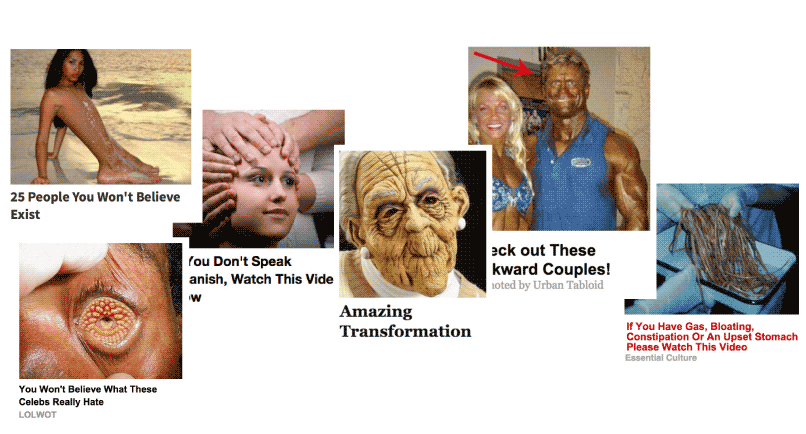 25 People You Won't Believe
Exist
You Don't Speak
anish, Watch This Vide
ow
Amazing
Transformation
eck out These
kward Couples!
oted by Urban Tabloid
If You Have Gas, Bloating,
Constipation Or An Upset Stomach
Please Watch This Video
Essential Culture
You Won't Believe What These
Celebs Really Hate
LOLWOT